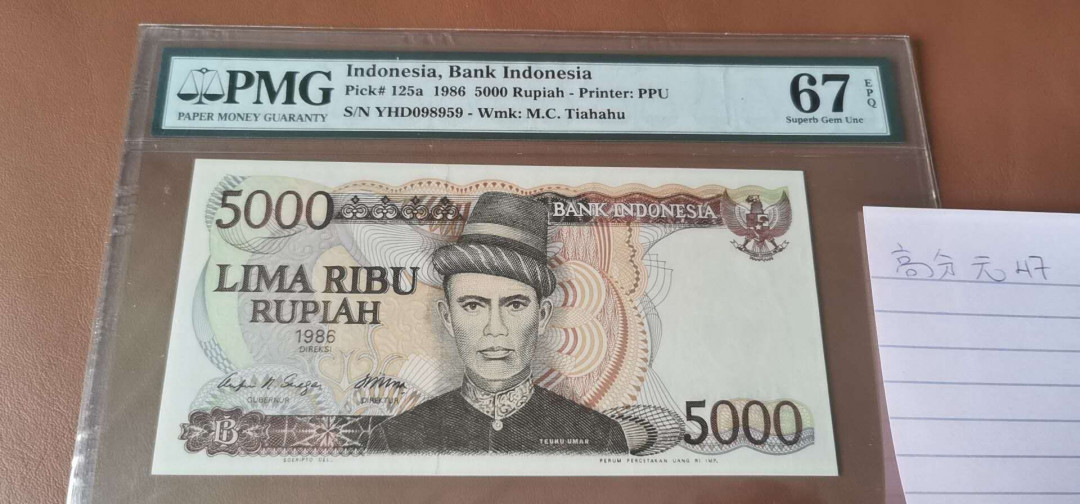 PMG
PAPER MONEY GUARANTY
Indonesia, Bank Indonesia
Pick# 125a 1986 5000 Rupiah - Printer: PPU
S/N YHD098959 - Wmk: M.C. Tiahahu
67
EPQ
Superb Gem Unc
5000
BANK INDONESIA
LIMA RIBU
RUPIAH
1986
DIREKSI
GUBERNUR
DIREKTUR
TEUKU UMAR
5000
PERUM PERCETAKAN UANG RI IMP.
高分元 47